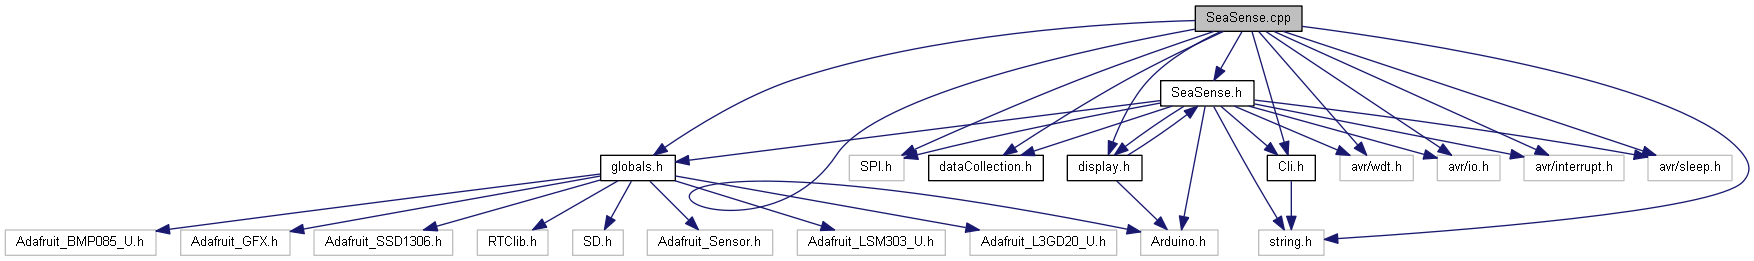 SeaSense.cpp
SeaSense.h
globals.h
SPI.h
dataCollection.h
display.h
Cli.h
avr/wdt.h
avr/io.h
avr/interrupt.h
avr/sleep.h
Adafruit_BMP085_U.h
Adafruit_GFX.h
Adafruit_SSD1306.h
RTClib.h
SD.h
Adafruit_Sensor.h
Adafruit_LSM303_U.h
Adafruit_L3GD20_U.h
Arduino.h
string.h